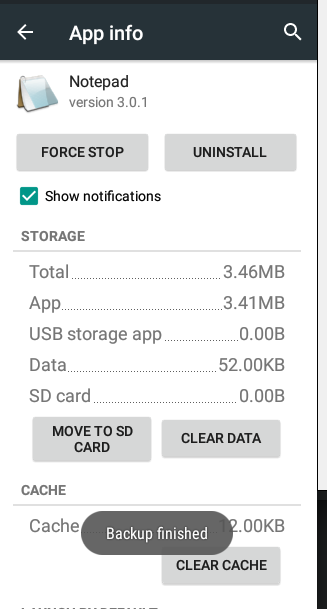 App info
Notepad
version 3.0.1
FORCE STOP UNINSTALL
Show notifications
STORAGE
Total 3.46MB
App 3.41MB
USB storage app 0.00B
Data 52.00KB
SD card 0.00B
MOVE TO SD
CARD
CLEAR DATA
CACHE
Cache 12.00KB
Backup finished
CLEAR CACHE